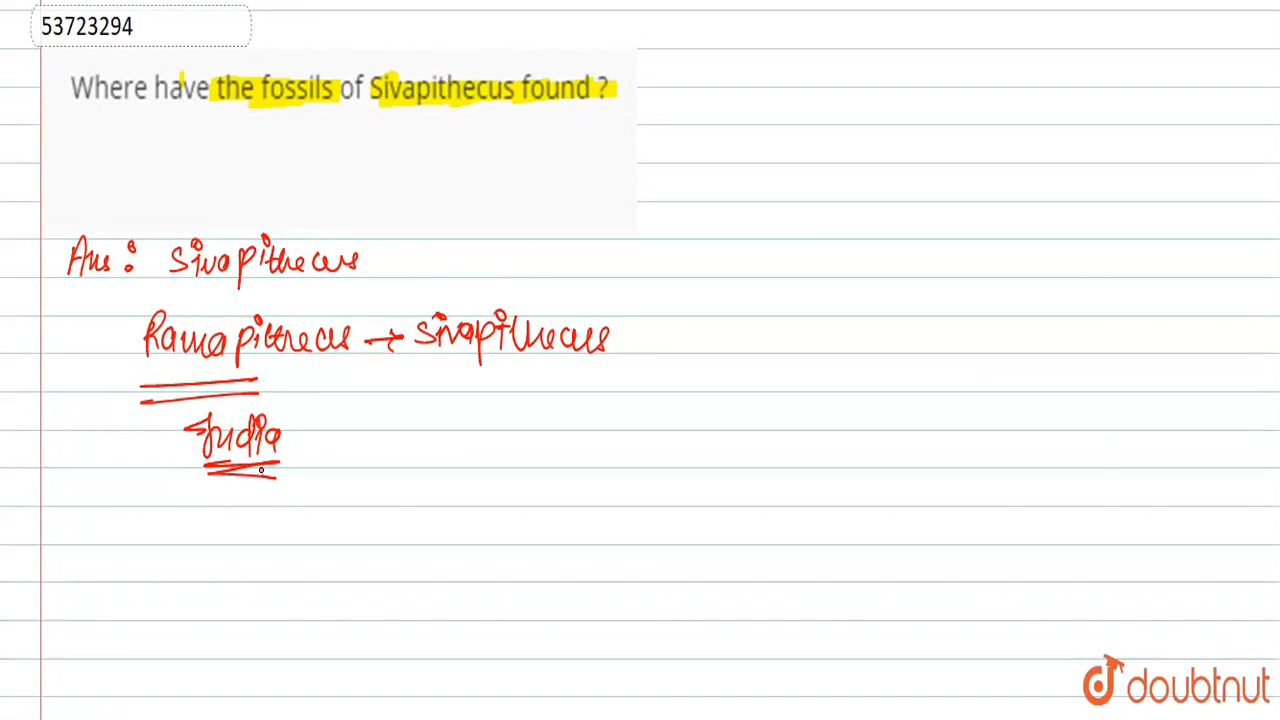 53723294
Where have the fossils of Sivapithecus found ?
Ans : Sivapithecus
Ramapithecus → Sivapithecus
India
doubtnut